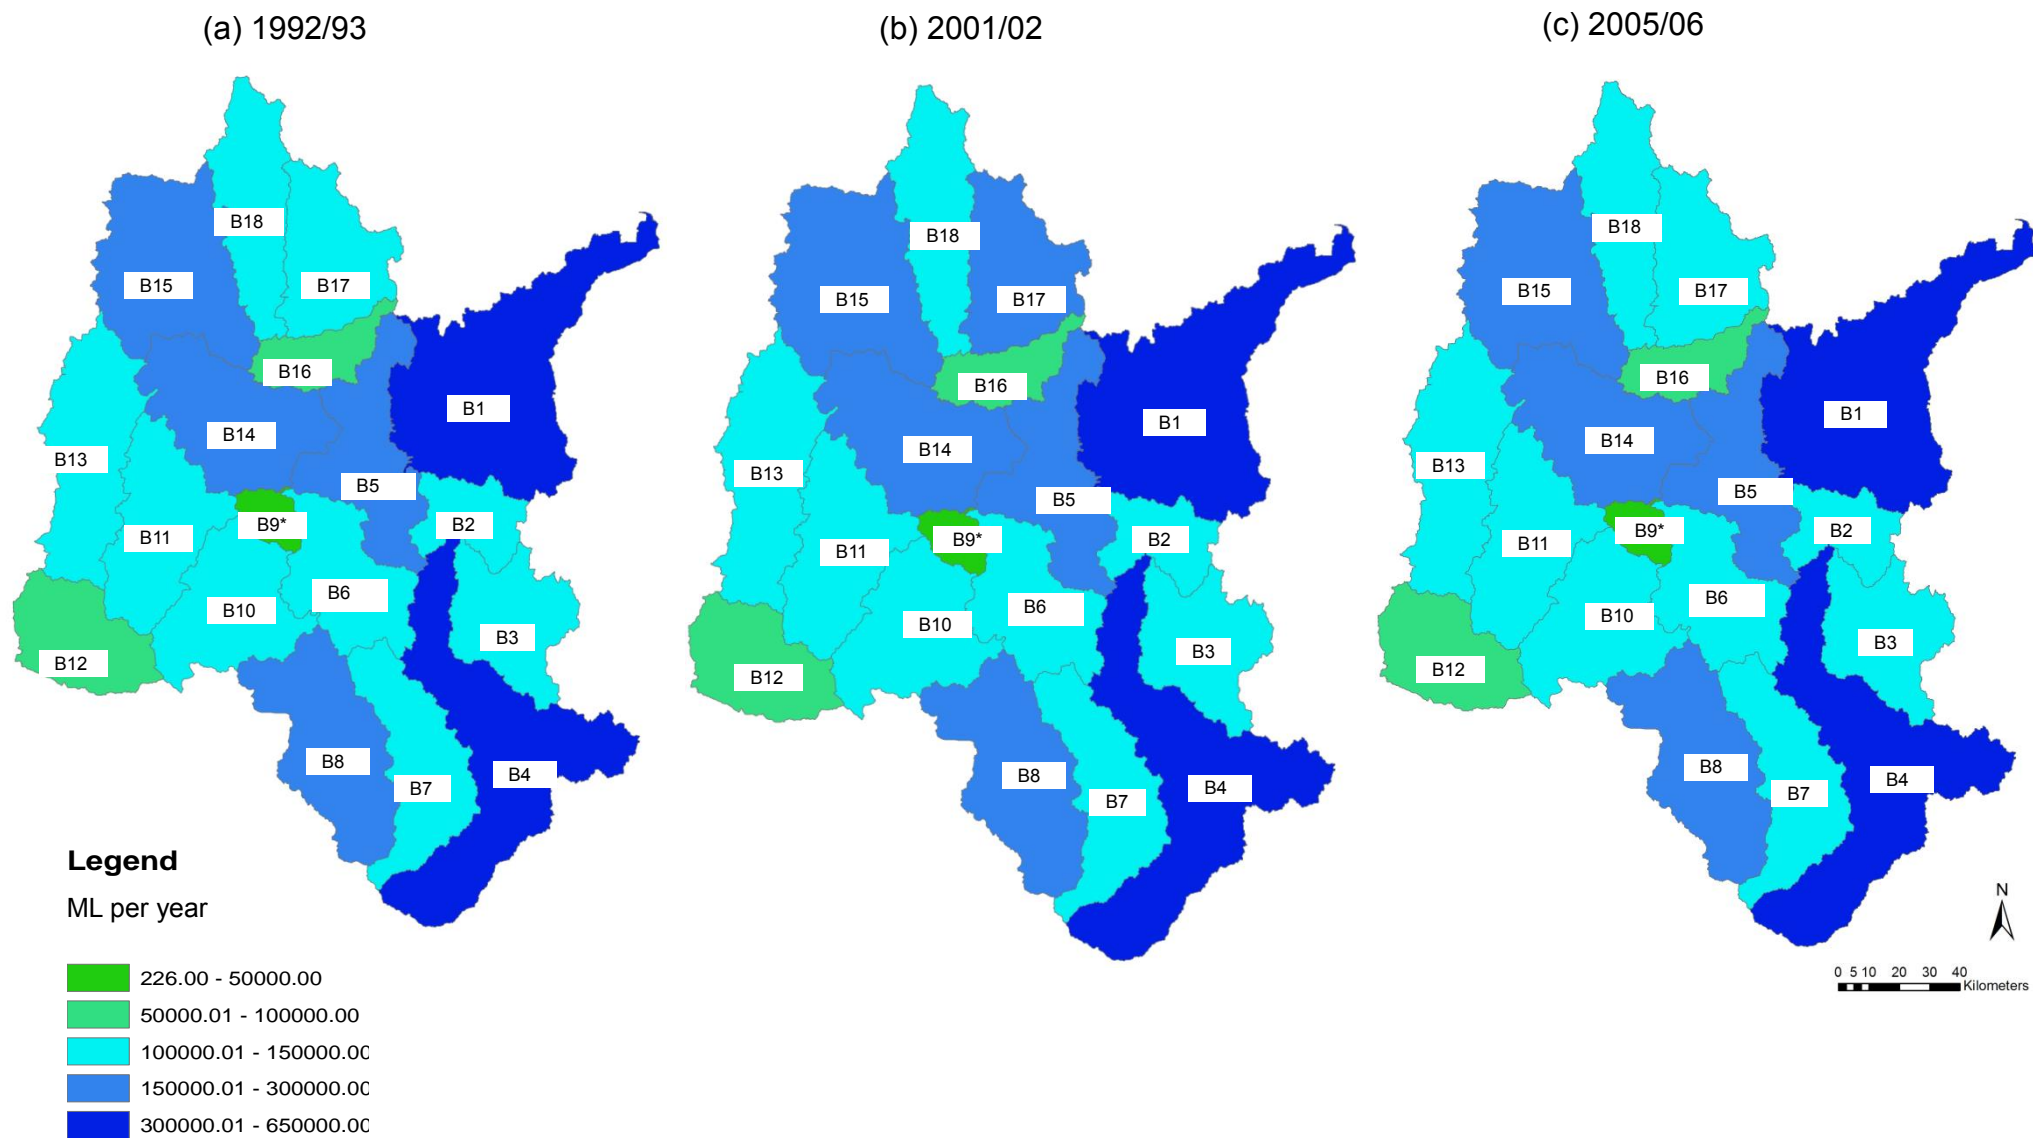 (a) 1992/93
(b) 2001/02
(c) 2005/06
B18
B15
B17
B16
B1
B14
B13
B5
B9*
B2
B11
B10
B6
B3
B12
B8
B4
B7
B18
B15
B17
B16
B1
B14
B13
B5
B9*
B2
B11
B10
B6
B3
B12
B8
B4
B7
B18
B15
B17
B16
B1
B14
B13
B5
B9*
B2
B11
B10
B6
B3
B12
B8
B4
B7
Legend
ML per year
226.00 - 50000.00
50000.01 - 100000.00
100000.01 - 150000.00
150000.01 - 300000.00
300000.01 - 650000.00
N
0 5 10 20 30 40
Kilometers